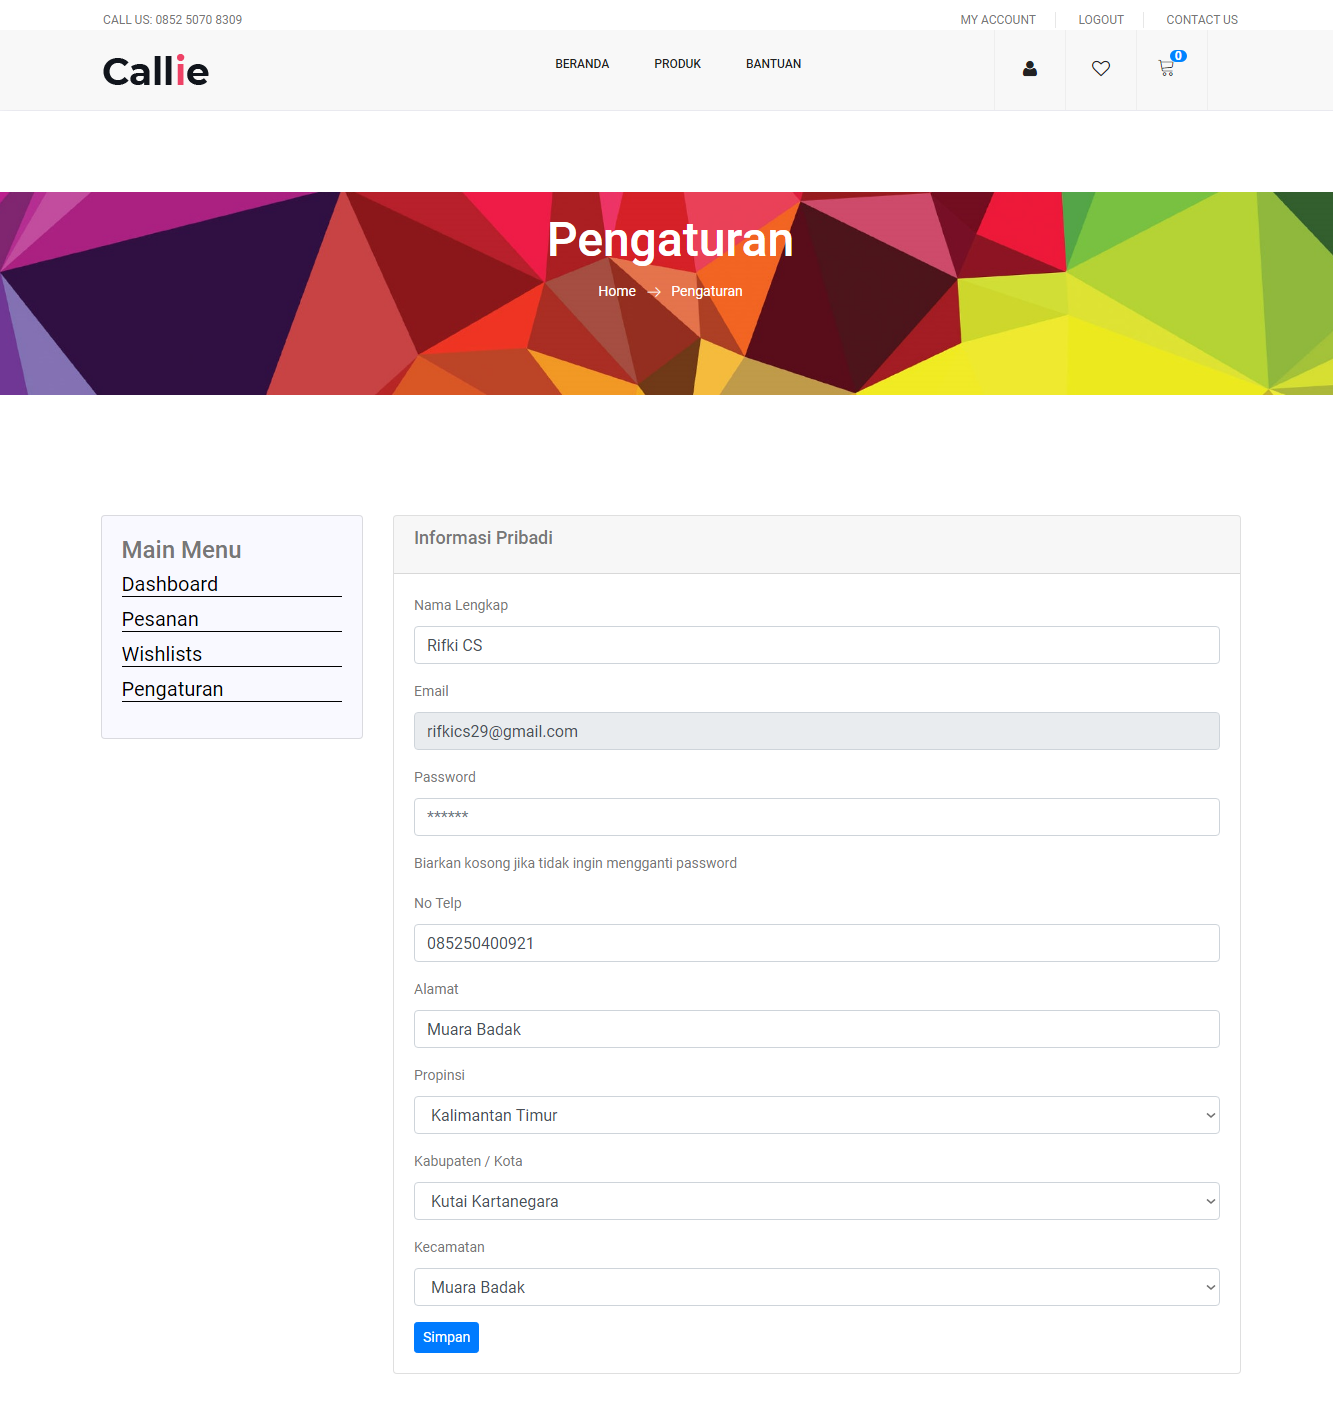 CALL US: 0852 5070 8309
MY ACCOUNT LOGOUT CONTACT US
Callie
BERANDA PRODUK BANTUAN
0
Pengaturan
Home → Pengaturan
Main Menu
Dashboard
Pesanan
Wishlists
Pengaturan
Informasi Pribadi
Nama Lengkap
Rifki CS
Email
rifkics29@gmail.com
Password
******
Biarkan kosong jika tidak ingin mengganti password
No Telp
085250400921
Alamat
Muara Badak
Propinsi
Kalimantan Timur
Kabupaten / Kota
Kutai Kartanegara
Kecamatan
Muara Badak
Simpan